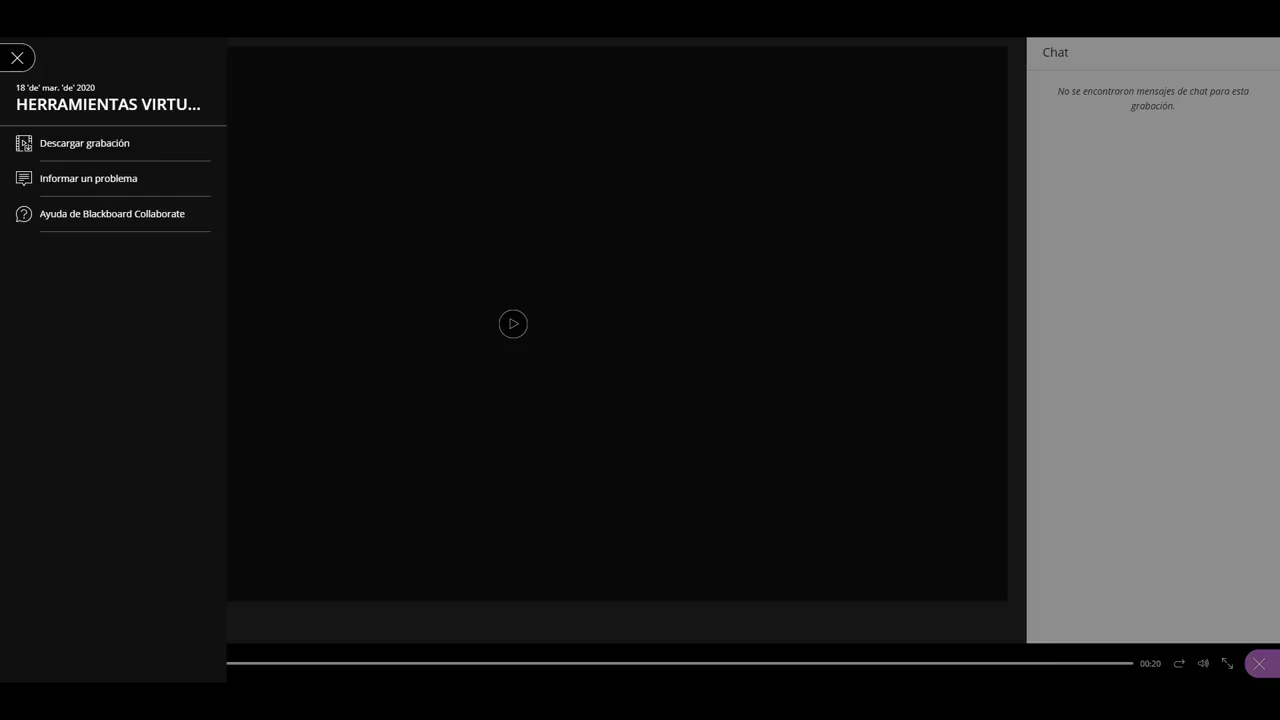 18 'de' mar. 'de' 2020
HERRAMIENTAS VIRTU...
Descargar grabación
Informar un problema
Ayuda de Blackboard Collaborate
Chat
No se encontraron mensajes de chat para esta
grabación.
00:20